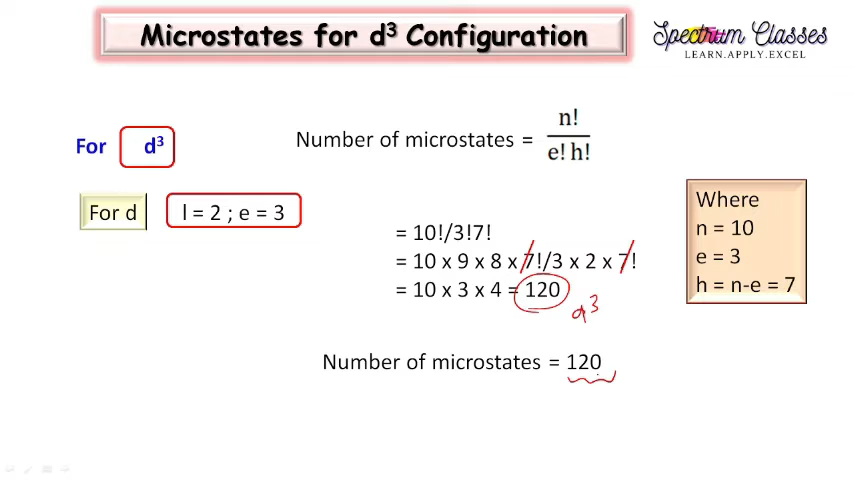 Microstates for d³ Configuration
Spectrum Classes
LEARN.APPLY.EXCEL
For d³
Number of microstates = n!
e! h!
For d
l = 2 ; e = 3
Where
n = 10
e = 3
h = n-e = 7
= 10!/3!7!
= 10 x 9 x 8 x 7!/3 x 2 x 7!
= 10 x 3 x 4 = 120
d³
Number of microstates = 120